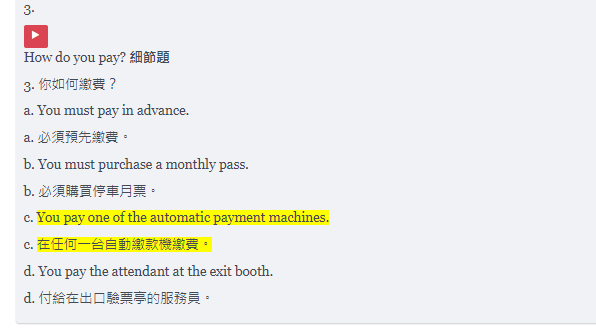 3.
How do you pay? 細節題
3. 你如何繳費？
a. You must pay in advance.
a. 必須預先繳費。
b. You must purchase a monthly pass.
b. 必須購買停車月票。
c. You pay one of the automatic payment machines.
c. 在任何一台自動繳款機繳費。
d. You pay the attendant at the exit booth.
d. 付給在出口驗票亭的服務員。